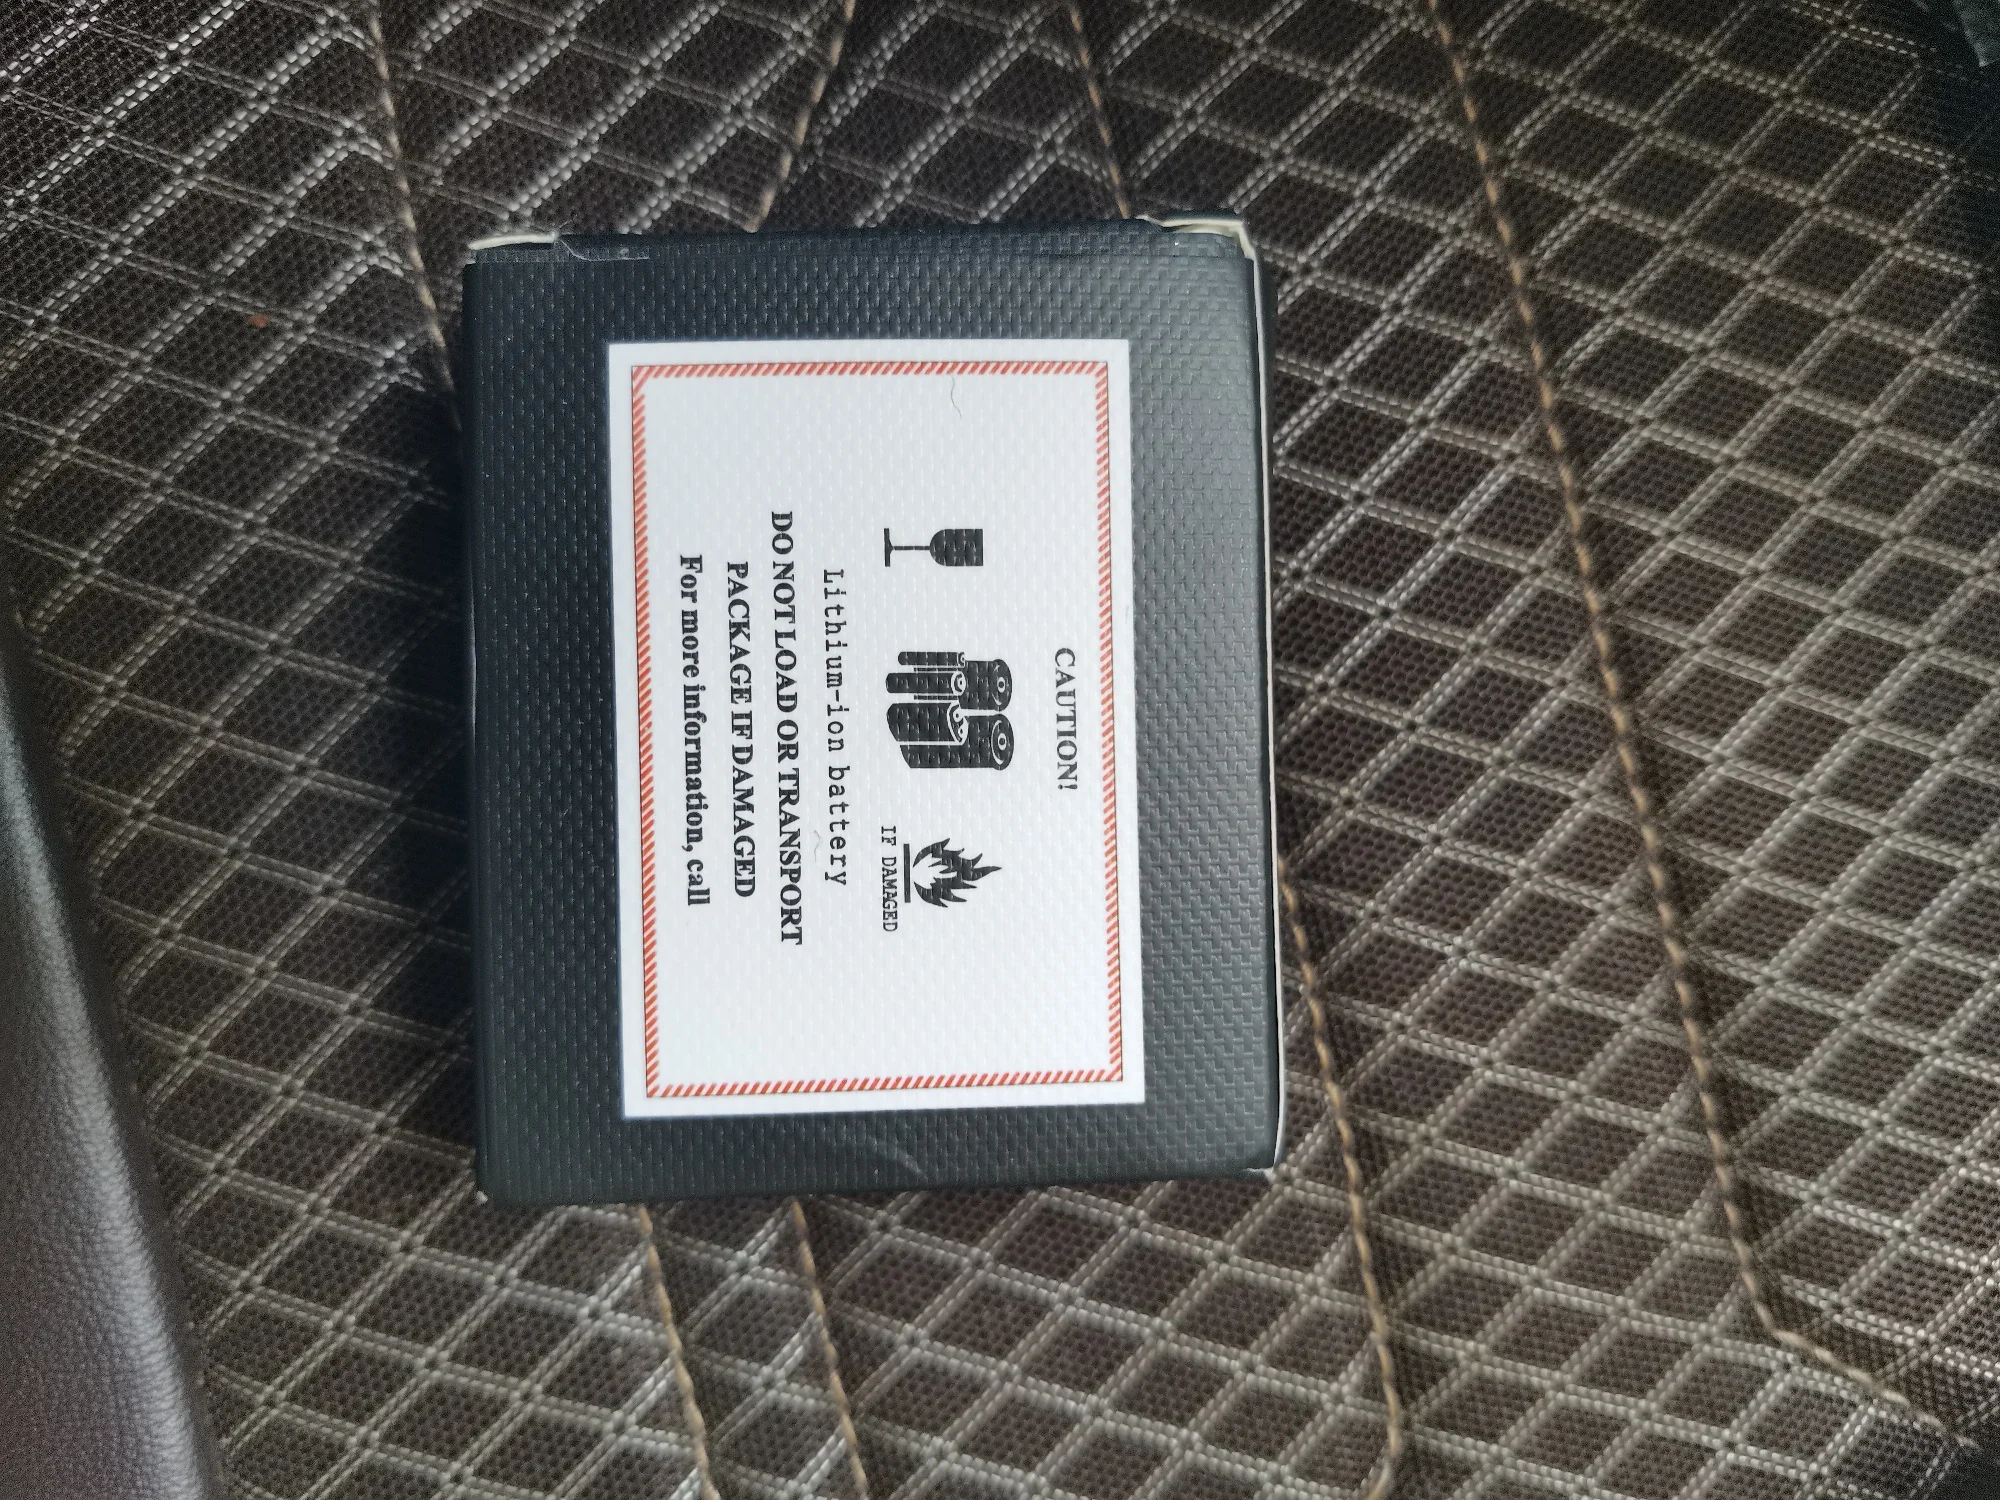 CAUTION!
IF DAMAGED
Lithium-ion battery
DO NOT LOAD OR TRANSPORT
PACKAGE IF DAMAGED
For more information, call